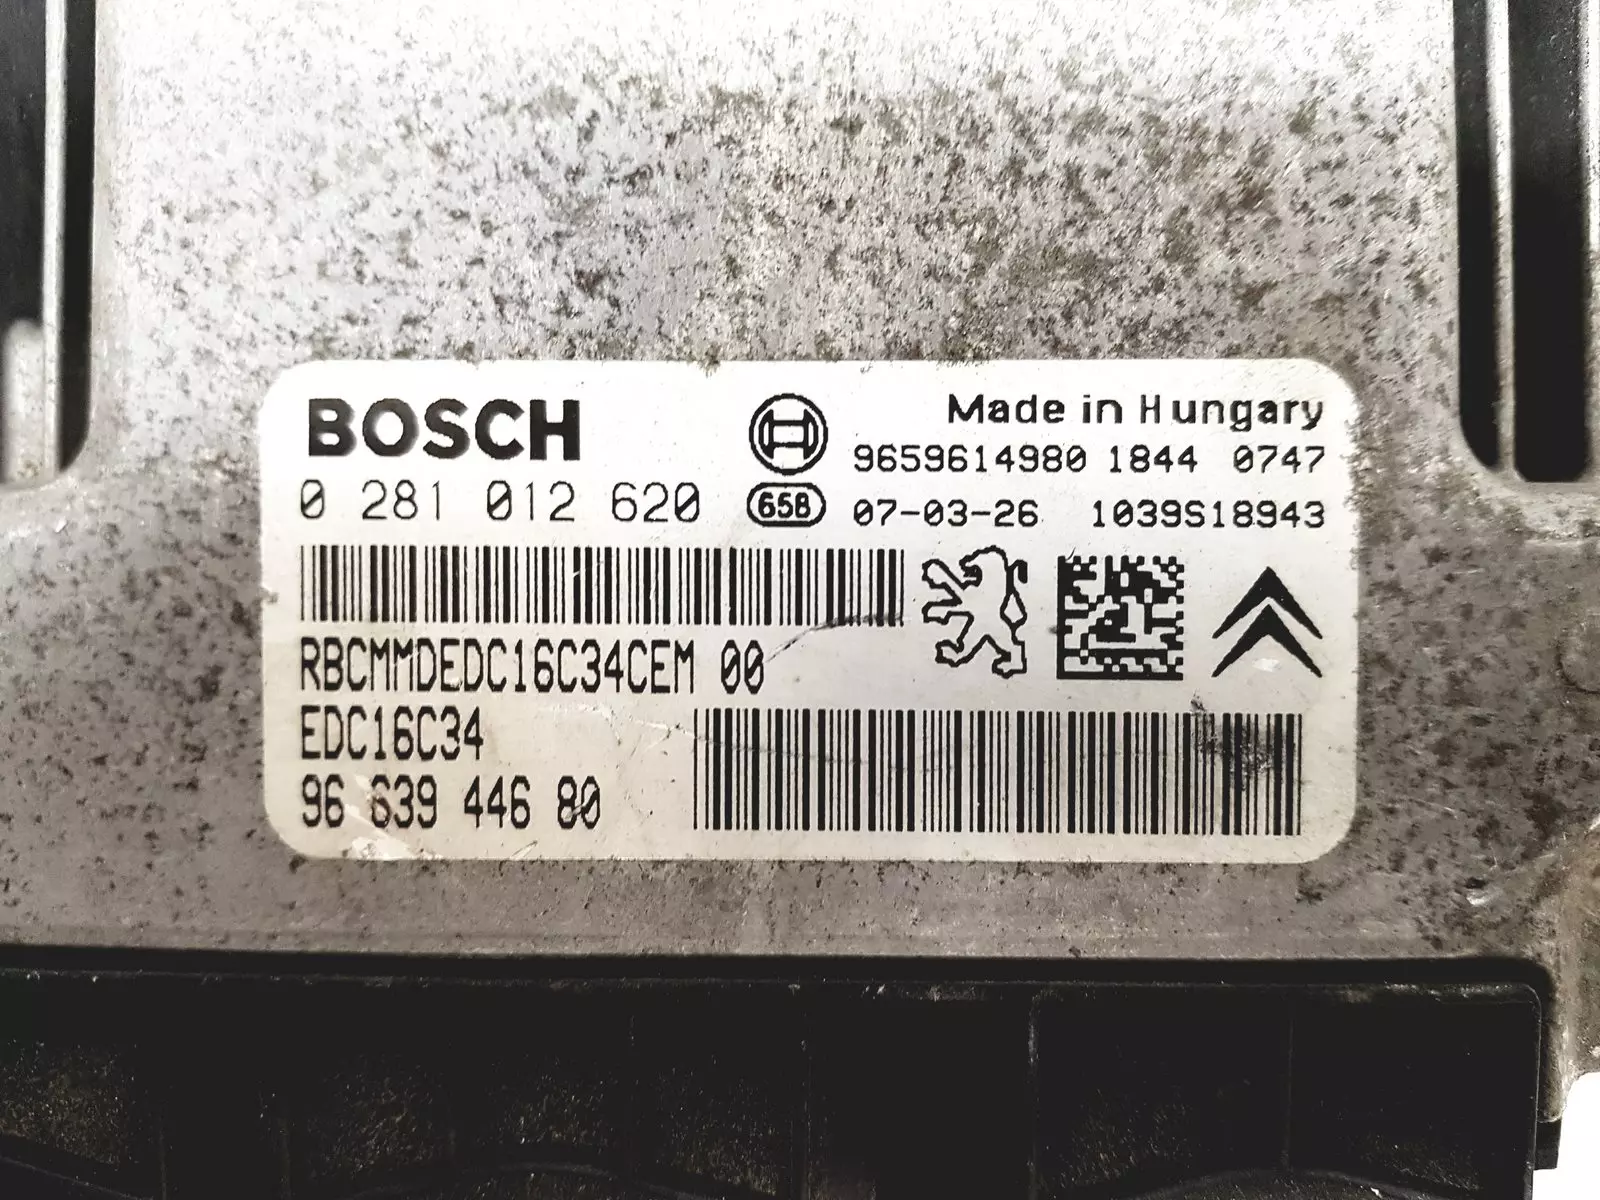 BOSCH
Made in Hungary
9659614980 1844 0747
0 281 012 620
658 07-03-26 1039S18943
RBCMMDEDC16C34CEM 00
EDC16C34
96 639 446 80